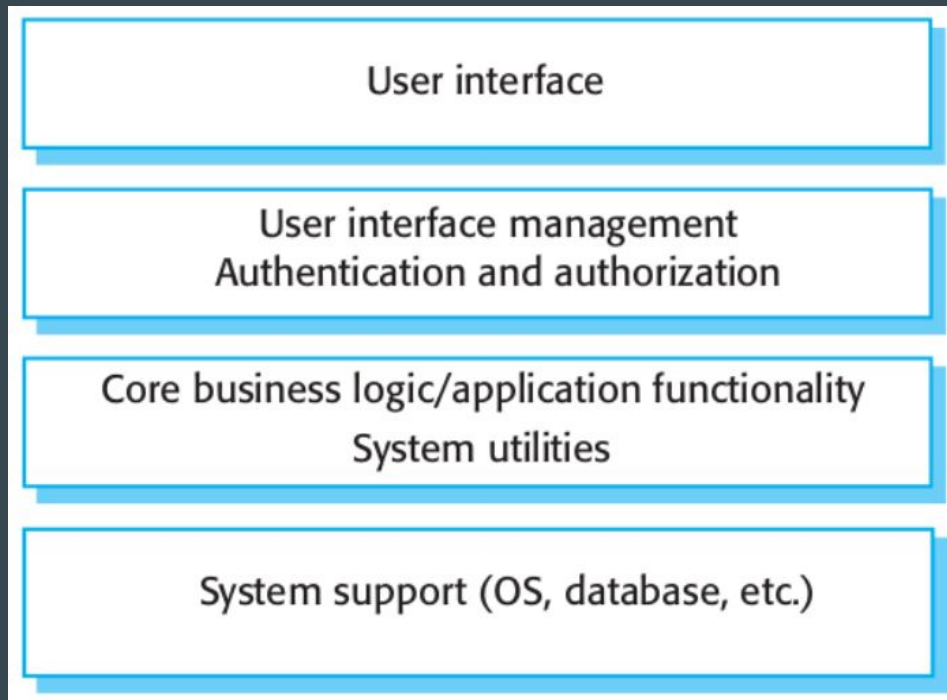 User interface
User interface management
Authentication and authorization
Core business logic/application functionality
System utilities
System support (OS, database, etc.)